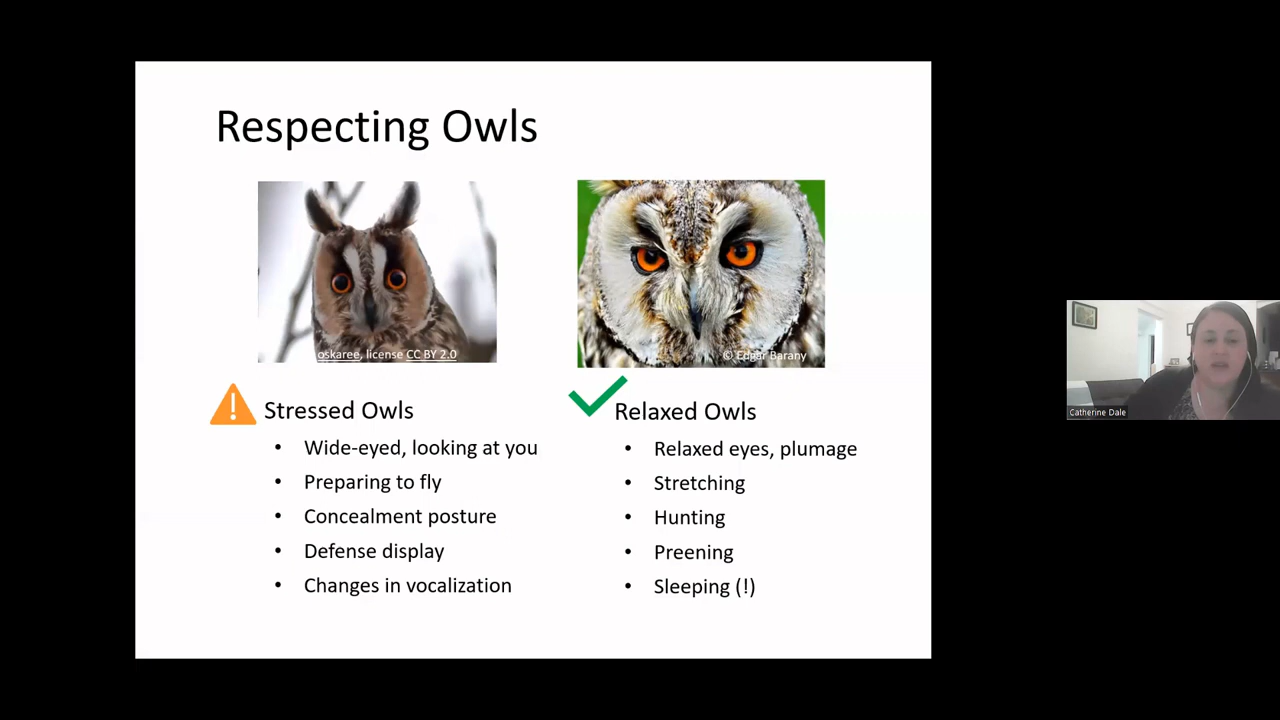 Respecting Owls
oskaree, license CC BY 2.0
© Edgar Barany
Stressed Owls
• Wide-eyed, looking at you
• Preparing to fly
• Concealment posture
• Defense display
• Changes in vocalization
Relaxed Owls
• Relaxed eyes, plumage
• Stretching
• Hunting
• Preening
• Sleeping (!)
Catherine Dale